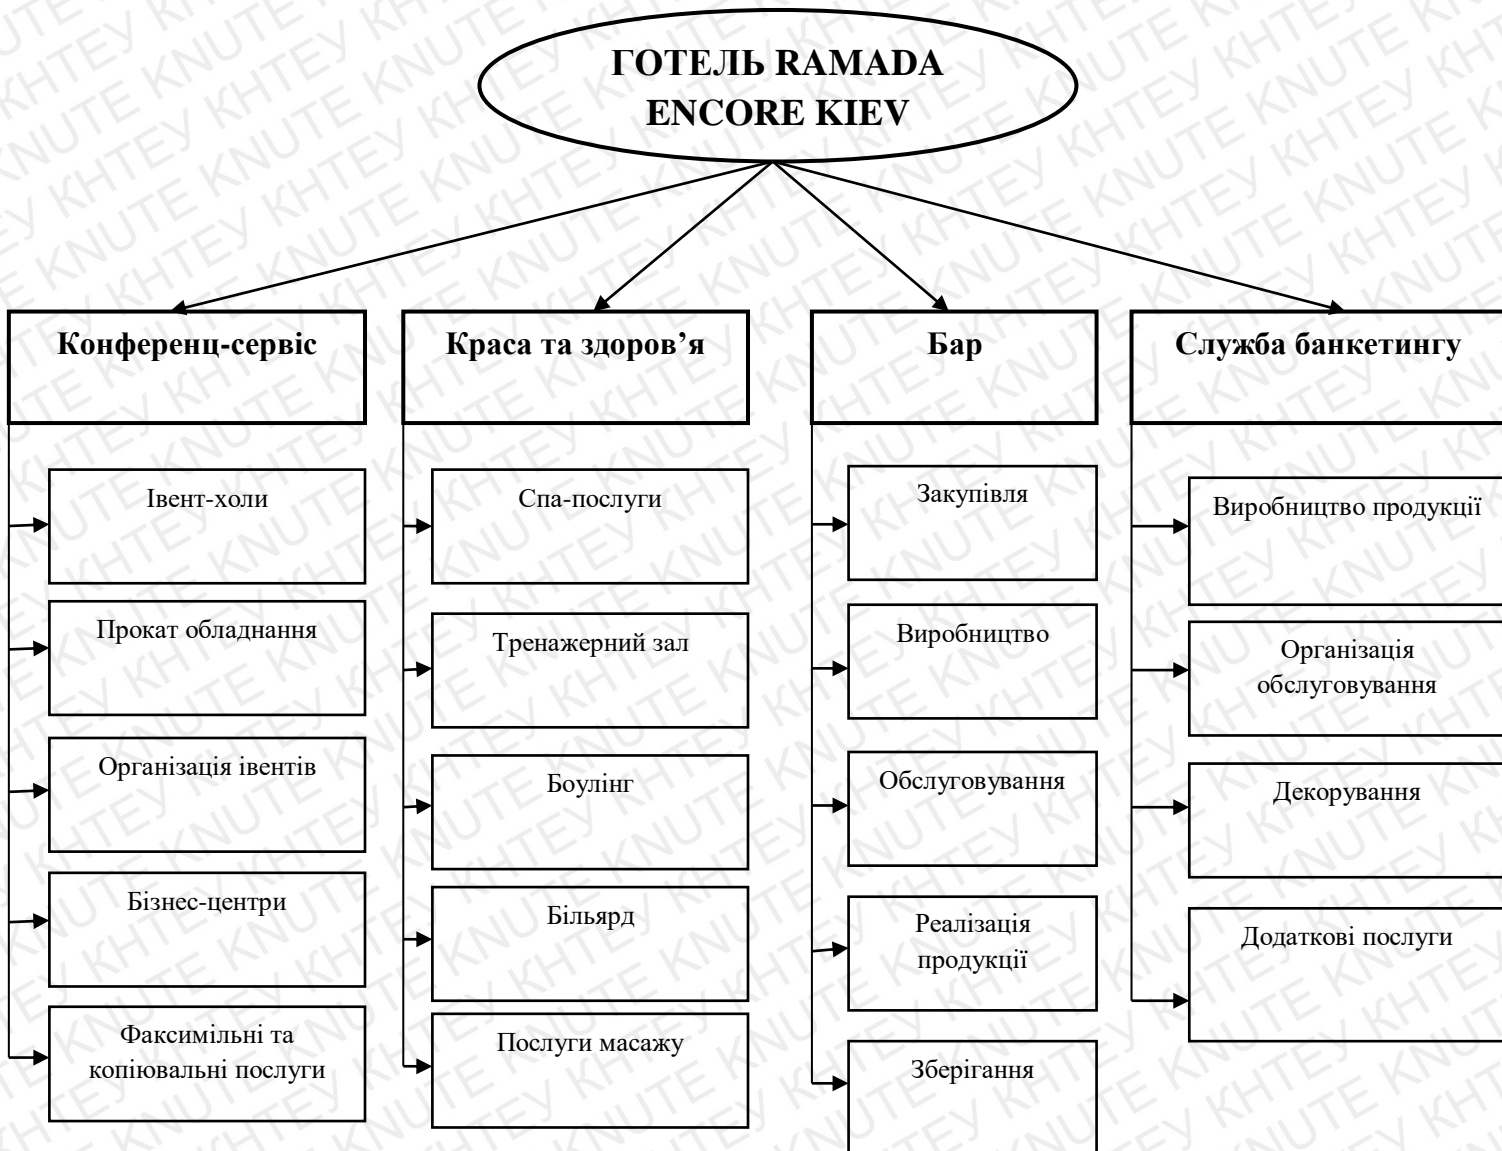 ГОТЕЛЬ RAMADA
ENCORE KIEV
Конференц-сервіс
Івент-холи
Прокат обладнання
Організація івентів
Бізнес-центри
Факсимільні та
копіювальні послуги
Краса та здоров’я
Спа-послуги
Тренажерний зал
Боулінг
Більярд
Послуги масажу
Бар
Закупівля
Виробництво
Обслуговування
Реалізація
продукції
Зберігання
Служба банкетингу
Виробництво продукції
Організація
обслуговування
Декорування
Додаткові послуги